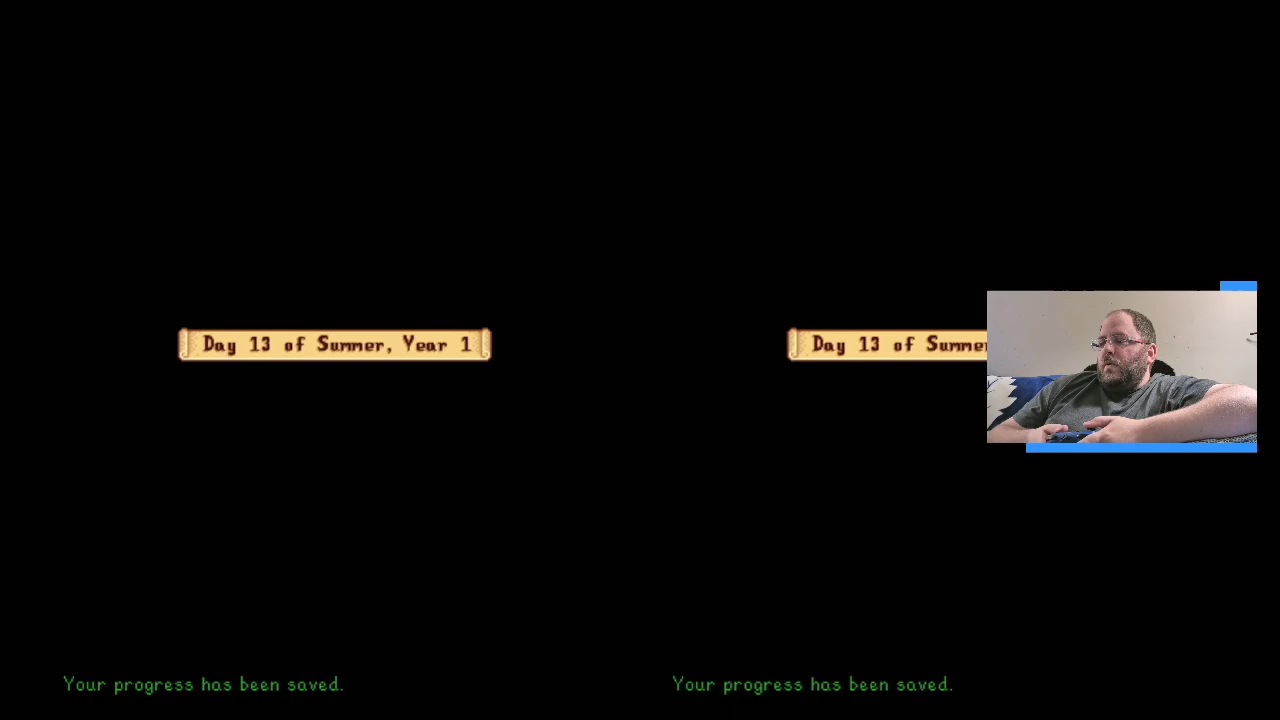 Day 13 of Summer, Year 1
Day 13 of Summer
Your progress has been saved.
Your progress has been saved.